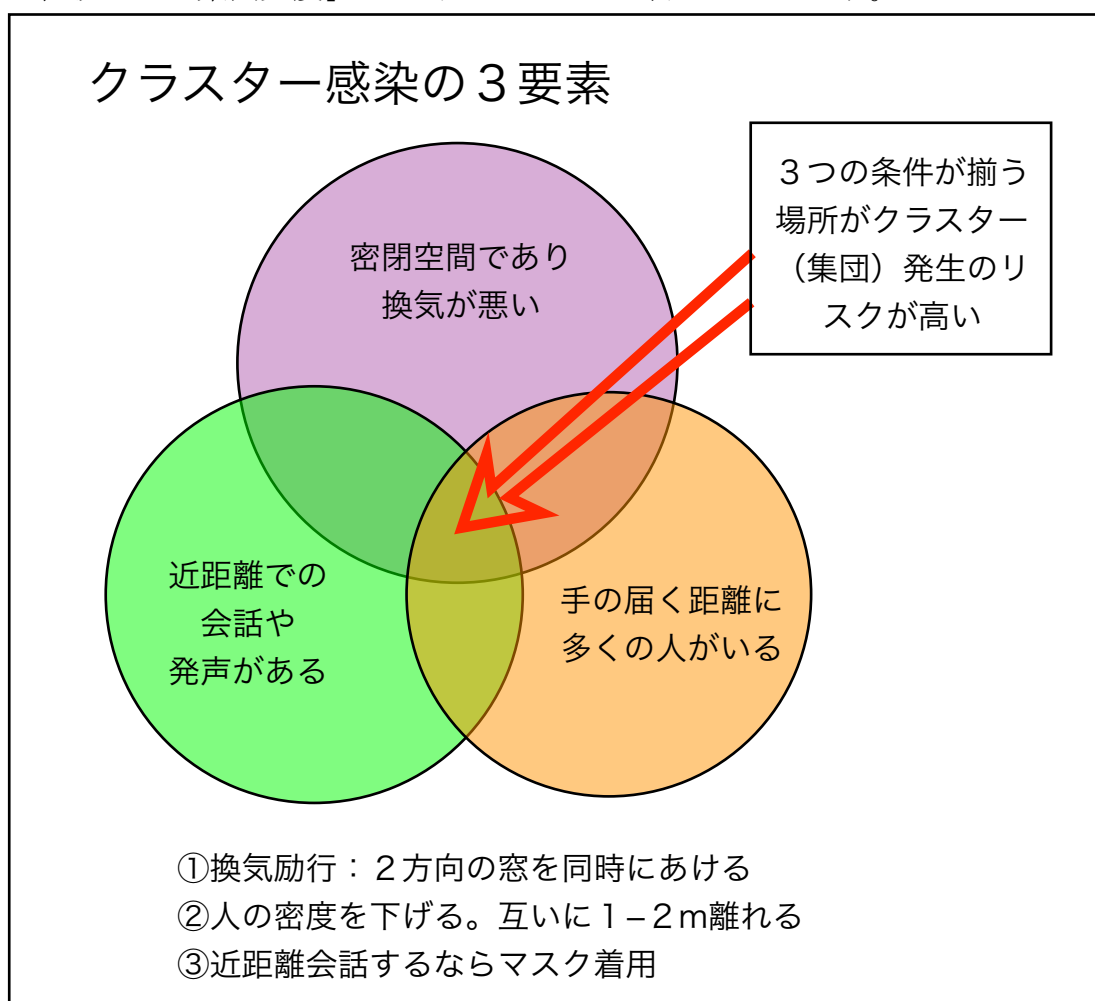 クラスター感染の３要素
３つの条件が揃う
場所がクラスター
（集団）発生のリ
スクが高い
密閉空間であり
換気が悪い
近距離での
会話や
発声がある
手の届く距離に
多くの人がいる
①換気励行：２方向の窓を同時にあける
②人の密度を下げる。互いに１−２m離れる
③近距離会話するならマスク着用